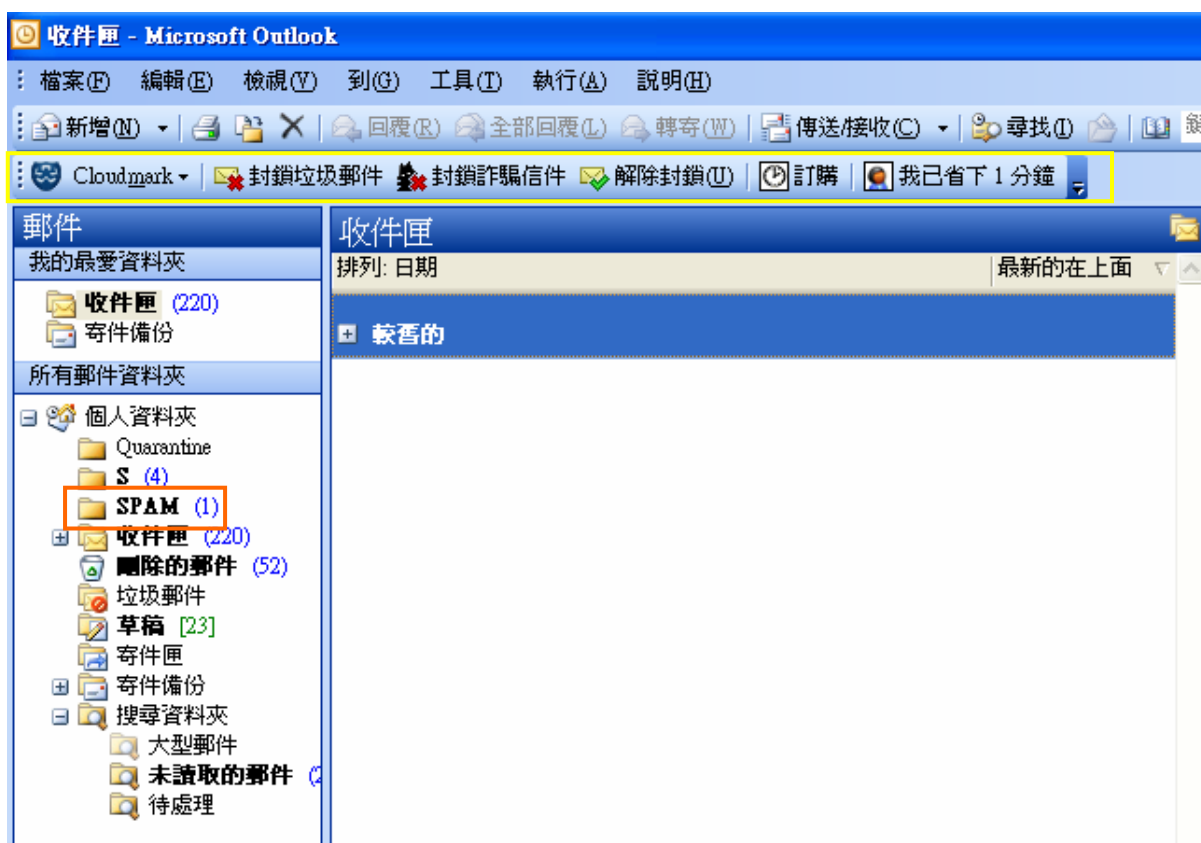 收件匣 - Microsoft Outlook
檔案(F) 編輯(E) 檢視(V) 到(G) 工具(T) 執行(A) 說明(H)
新增(N) 回覆(R) 全部回覆(L) 轉寄(W) 傳送/接收(C) 尋找(I)
Cloudmark 封鎖垃圾郵件 封鎖詐騙信件 解除封鎖(U) 訂購 我已省下 1 分鐘
郵件
我的最愛資料夾
收件匣 (220)
寄件備份
所有郵件資料夾
個人資料夾
Quarantine
S (4)
SPAM (1)
收件匣 (220)
刪除的郵件 (52)
垃圾郵件
草稿 [23]
寄件匣
寄件備份
搜尋資料夾
大型郵件
未讀取的郵件
待處理
收件匣
排列: 日期 最新的在上面
較舊的